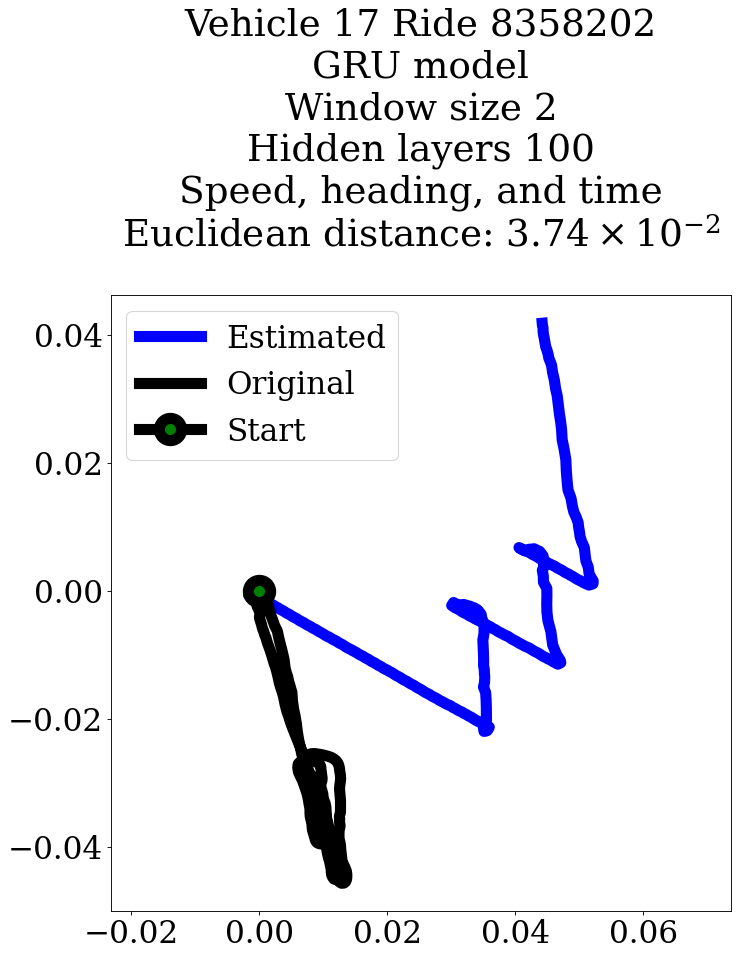 Vehicle 17 Ride 8358202
GRU model
Window size 2
Hidden layers 100
Speed, heading, and time
Euclidean distance: 3.74 × 10⁻²
Estimated
Original
Start
0.04
0.02
0.00
−0.02
−0.04
−0.02 0.00 0.02 0.04 0.06